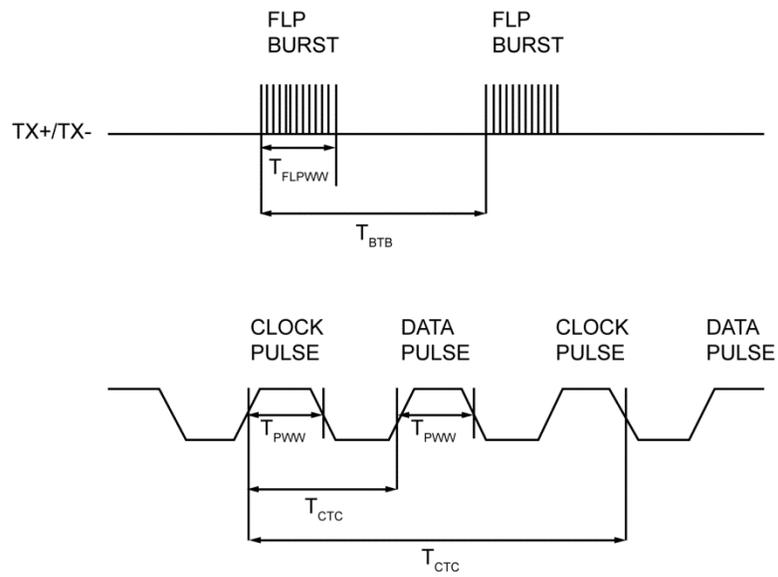 FLP BURST
FLP BURST
TX+/TX-
TFLPWW
TBTB
CLOCK PULSE
DATA PULSE
CLOCK PULSE
DATA PULSE
TPWW
TPWW
TCTC
TCTC